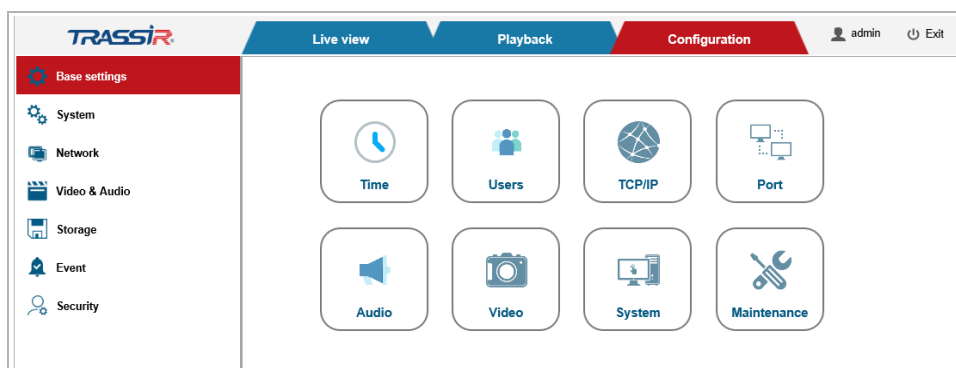 TRASSIR
Live view
Playback
Configuration
admin
Exit
Base settings
System
Network
Video & Audio
Storage
Event
Security
Time
Users
TCP/IP
Port
Audio
Video
System
Maintenance